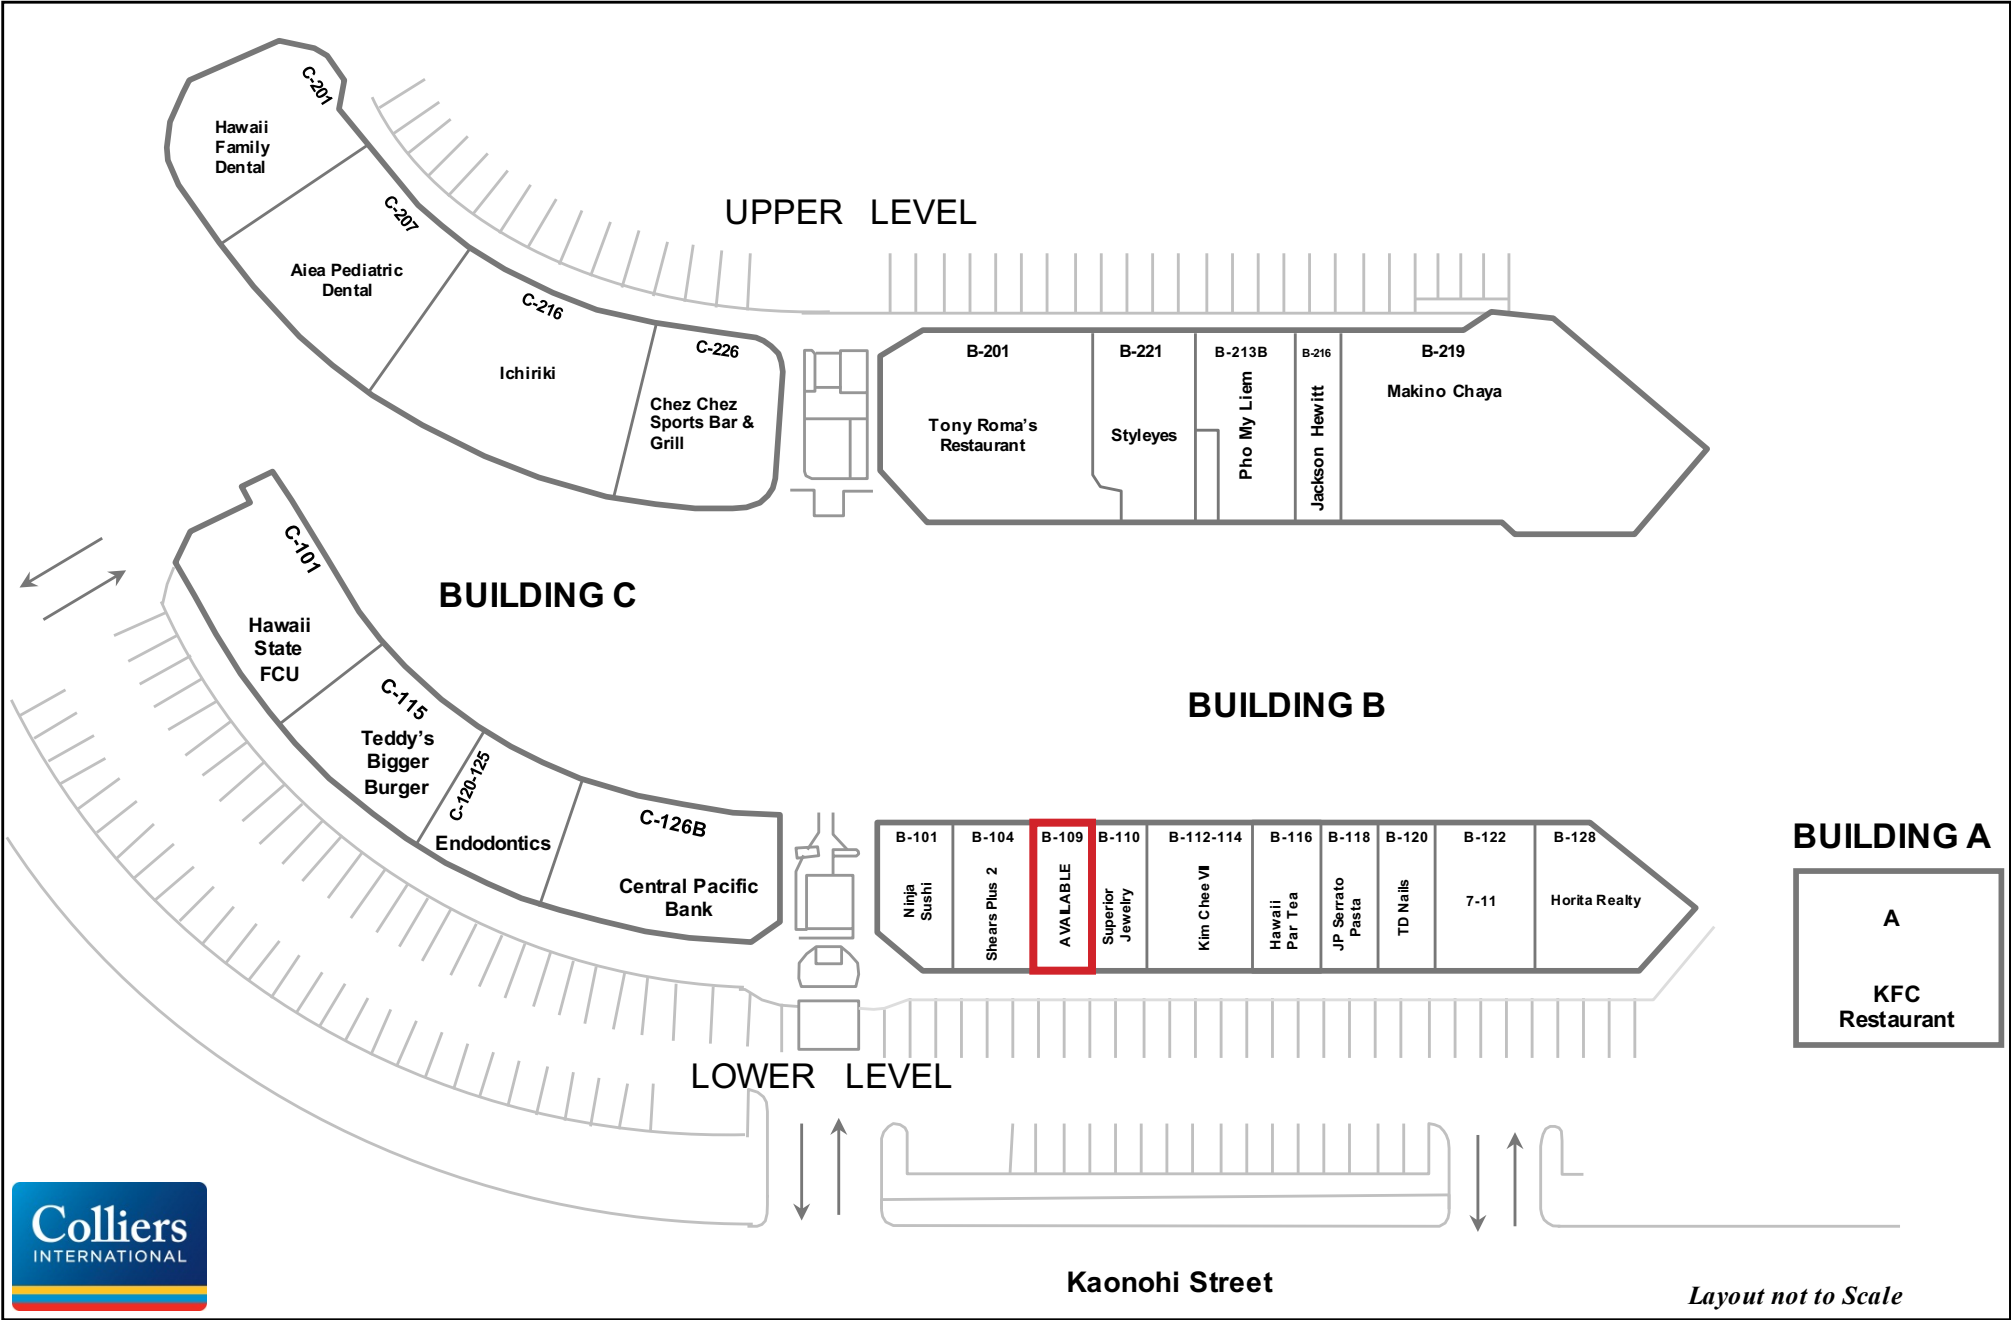 C-201
Hawaii
Family
Dental
C-207
Aiea Pediatric
Dental
C-216
Ichiriki
C-226
Chez Chez
Sports Bar &
Grill
UPPER LEVEL
B-201
Tony Roma's
Restaurant
B-221
Styleyes
B-213B
Pho My Liem
B-216
Jackson Hewitt
B-219
Makino Chaya
C-101
Hawaii
State
FCU
C-115
Teddy's
Bigger
Burger
C-120-125
Endodontics
C-126B
Central Pacific
Bank
BUILDING C
BUILDING B
B-101
Ninja
Sushi
B-104
Shears Plus 2
B-109
AVAILABLE
B-110
Superior
Jewelry
B-112-114
Kim Chee VII
B-116
Hawaii
Par Tea
B-118
JP Serrato
Pasta
B-120
TD Nails
B-122
7-11
B-128
Horita Realty
BUILDING A
A
KFC
Restaurant
LOWER LEVEL
Colliers
INTERNATIONAL
Kaonohi Street
Layout not to Scale